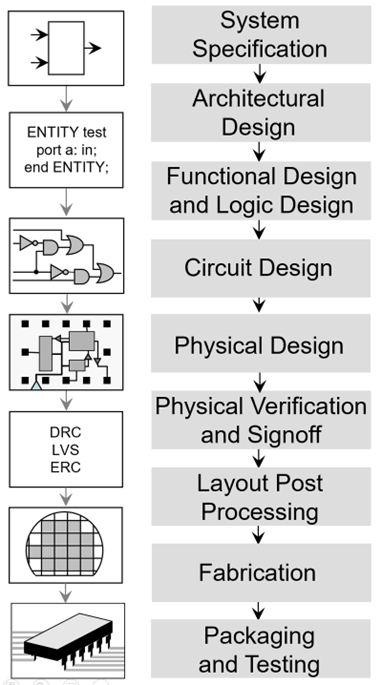 System
Specification
Architectural
Design
ENTITY test
port a: in;
end ENTITY;
Functional Design
and Logic Design
Circuit Design
Physical Design
Physical Verification
and Signoff
DRC
LVS
ERC
Layout Post
Processing
Fabrication
Packaging
and Testing